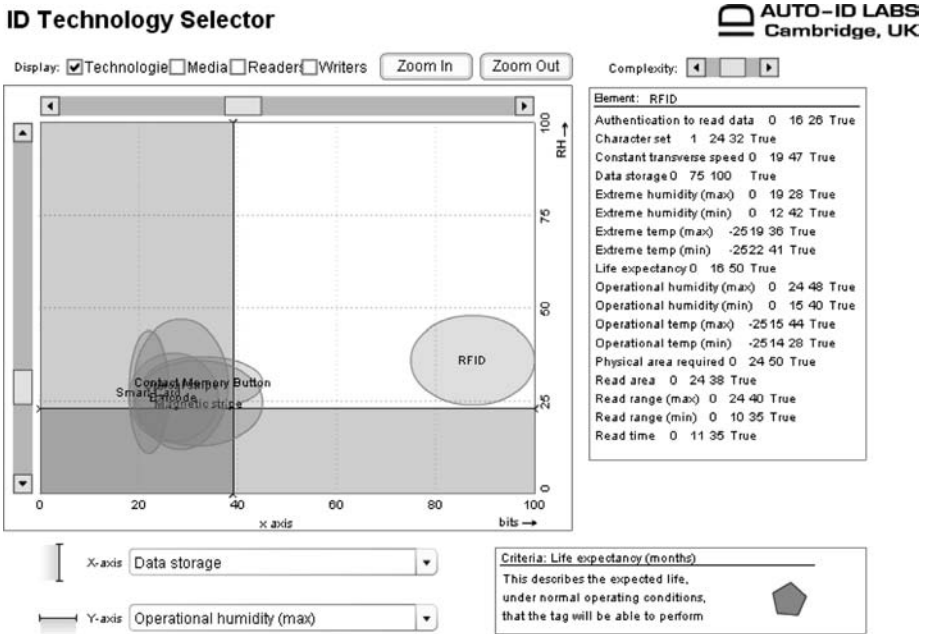 ID Technology Selector
AUTO-ID LABS
Cambridge, UK
Display: Technologie Media Readers Writers Zoom In Zoom Out
Complexity:
Element: RFID
Authentication to read data 0 16 26 True
Character set 1 24 32 True
Constant transverse speed 0 19 47 True
Data storage 0 75 100 True
Extreme humidity (max) 0 19 28 True
Extreme humidity (min) 0 12 42 True
Extreme temp (max) -25 19 36 True
Extreme temp (min) -25 22 41 True
Life expectancy 0 16 50 True
Operational humidity (max) 0 24 48 True
Operational humidity (min) 0 15 40 True
Operational temp (max) -25 15 44 True
Operational temp (min) -25 14 28 True
Physical area required 0 24 50 True
Read area 0 24 38 True
Read range (max) 0 24 40 True
Read range (min) 0 10 35 True
Read time 0 11 35 True
100
RH →
75
50
25
0
RFID
Contact Memory Button
Smart card
Barcode
Magnetic stripe
0 20 40 60 80 100
x axis bits →
X-axis Data storage
Y-axis Operational humidity (max)
Criteria: Life expectancy (months)
This describes the expected life,
under normal operating conditions,
that the tag will be able to perform